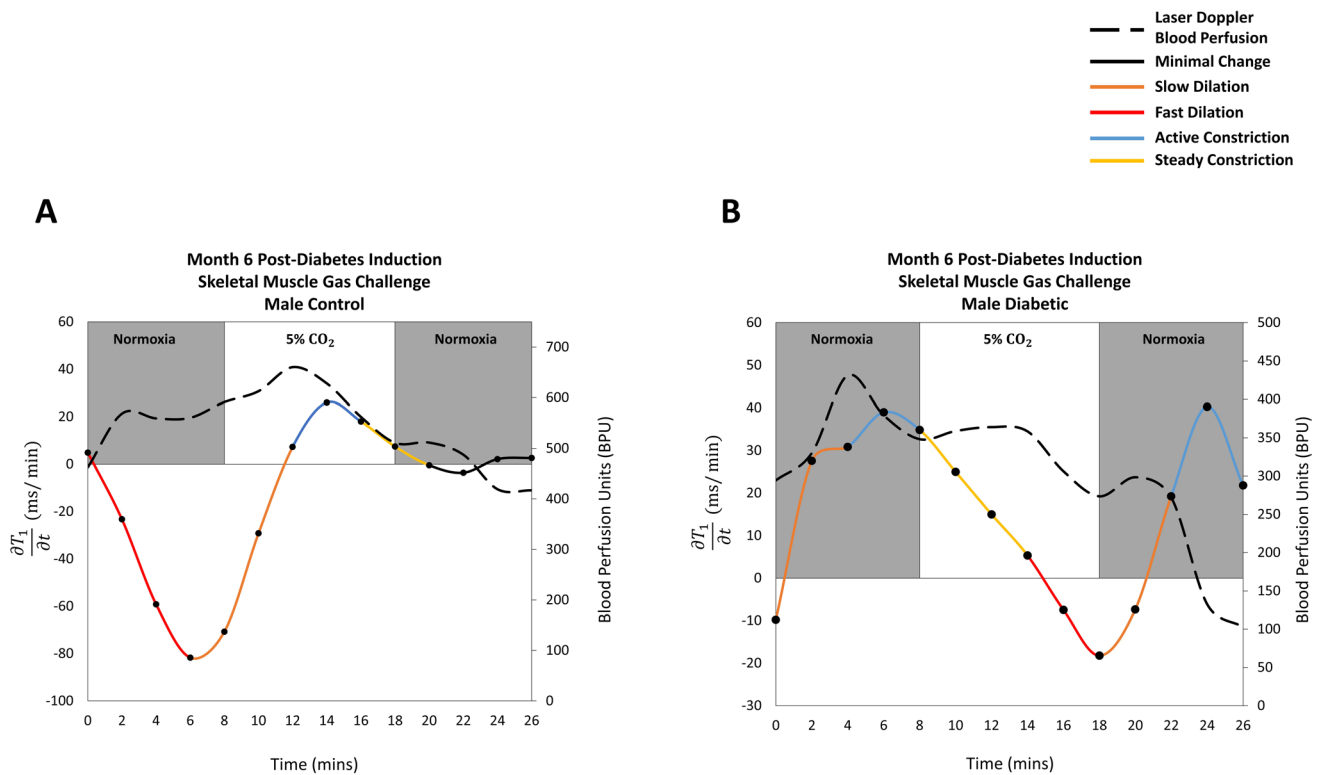 Laser Doppler
Blood Perfusion
Minimal Change
Slow Dilation
Fast Dilation
Active Constriction
Steady Constriction
A
Month 6 Post-Diabetes Induction
Skeletal Muscle Gas Challenge
Male Control
Normoxia
5% CO₂
Normoxia
60
40
20
0
-20
-40
-60
-80
-100
∂T₁/∂t (ms/ min)
700
600
500
400
300
200
100
0
Blood Perfusion Units (BPU)
0 2 4 6 8 10 12 14 16 18 20 22 24 26
Time (mins)
B
Month 6 Post-Diabetes Induction
Skeletal Muscle Gas Challenge
Male Diabetic
Normoxia
5% CO₂
Normoxia
60
50
40
30
20
10
0
-10
-20
-30
∂T₁/∂t (ms/ min)
500
450
400
350
300
250
200
150
100
50
0
Blood Perfusion Units (BPU)
0 2 4 6 8 10 12 14 16 18 20 22 24 26
Time (mins)